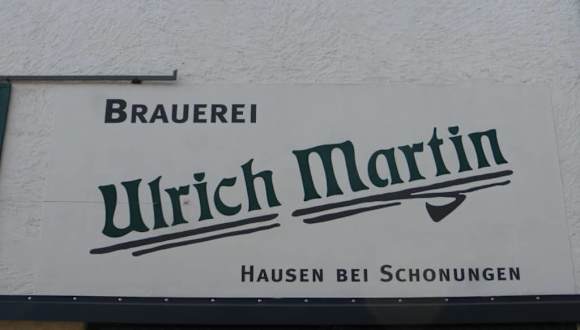 BRAUEREI
Ulrich Martin
HAUSEN BEI SCHONUNGEN